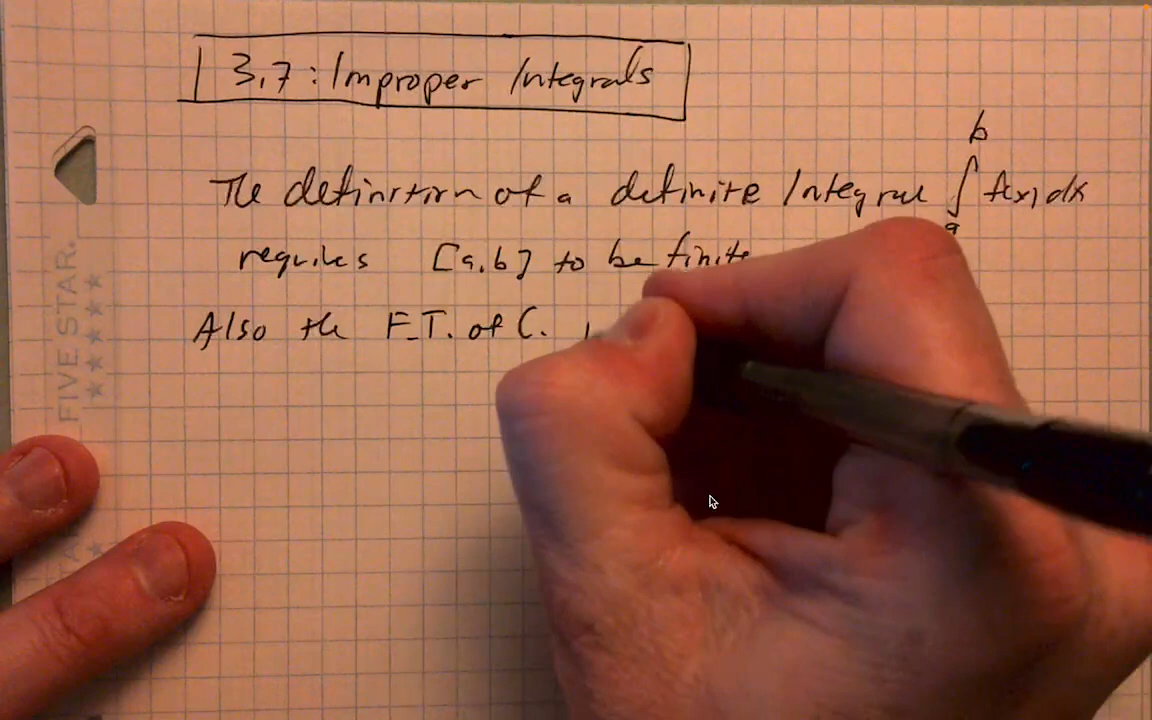 3.7: Improper Integrals
The definition of a definite Integral ∫ₐᵇ f(x) dx
requires [a,b] to be finite
Also the F.T. of C.
FIVE STAR.